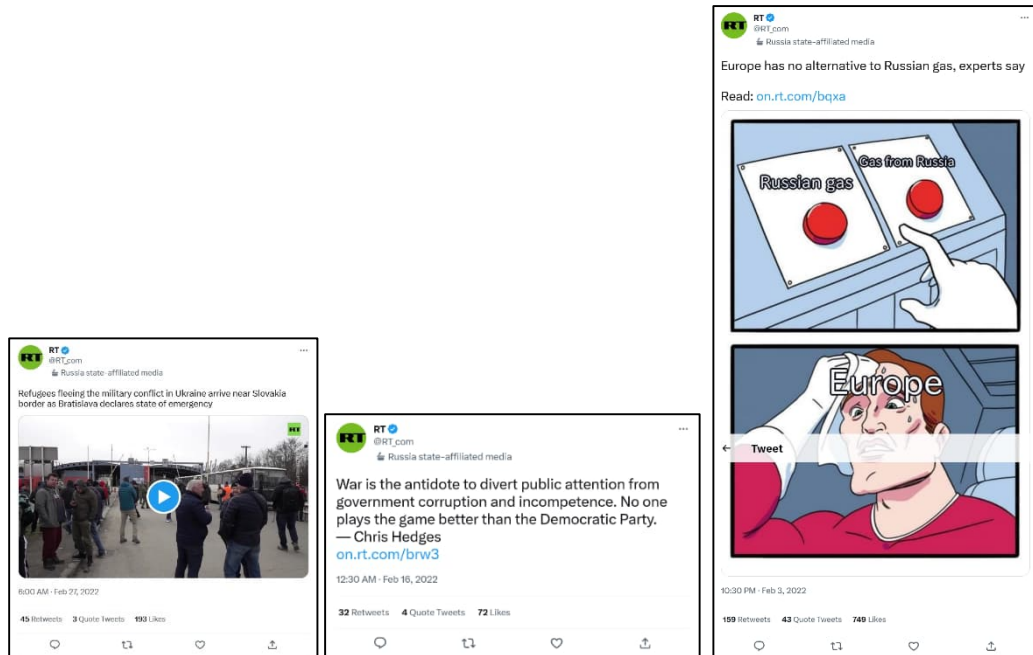 RT
@RT_com
Russia state-affiliated media
Refugees fleeing the military conflict in Ukraine arrive near Slovakia
border as Bratislava declares state of emergency
RT
6:00 AM · Feb 27, 2022
45 Retweets 3 Quote Tweets 193 Likes
RT
RT
@RT_com
Russia state-affiliated media
War is the antidote to divert public attention from
government corruption and incompetence. No one
plays the game better than the Democratic Party.
— Chris Hedges
on.rt.com/brw3
12:30 AM · Feb 16, 2022
32 Retweets 4 Quote Tweets 72 Likes
RT
RT
@RT_com
Russia state-affiliated media
Europe has no alternative to Russian gas, experts say
Read: on.rt.com/bqxa
Russian gas
Gas from Russia
Europe
← Tweet
10:30 PM · Feb 3, 2022
159 Retweets 43 Quote Tweets 749 Likes
RT